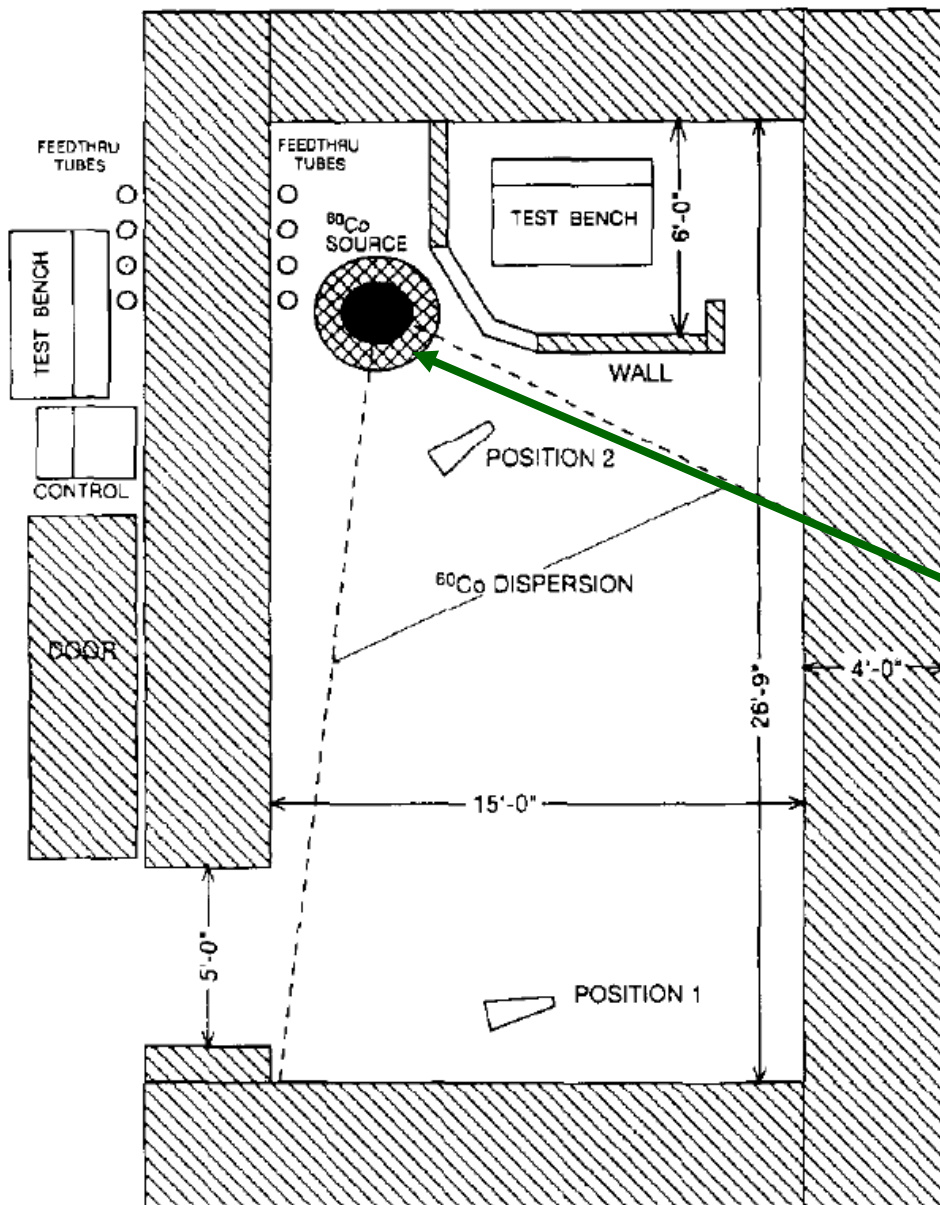 FEEDTHRU
TUBES
FEEDTHRU
TUBES
⁶⁰Co
SOURCE
TEST BENCH
6'-0"
TEST BENCH
WALL
POSITION 2
CONTROL
⁶⁰Co DISPERSION
DOOR
4'-0"
26'-9"
15'-0"
5'-0"
POSITION 1